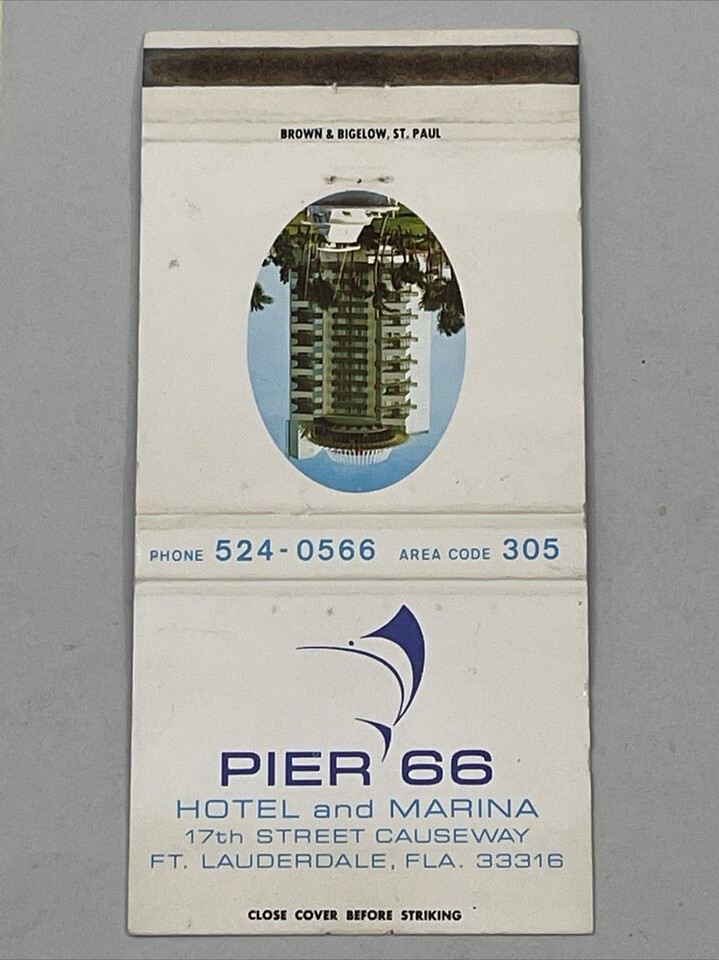 BROWN & BIGELOW, ST. PAUL
PHONE 524-0566 AREA CODE 305
PIER 66
HOTEL and MARINA
17th STREET CAUSEWAY
FT. LAUDERDALE, FLA. 33316
CLOSE COVER BEFORE STRIKING